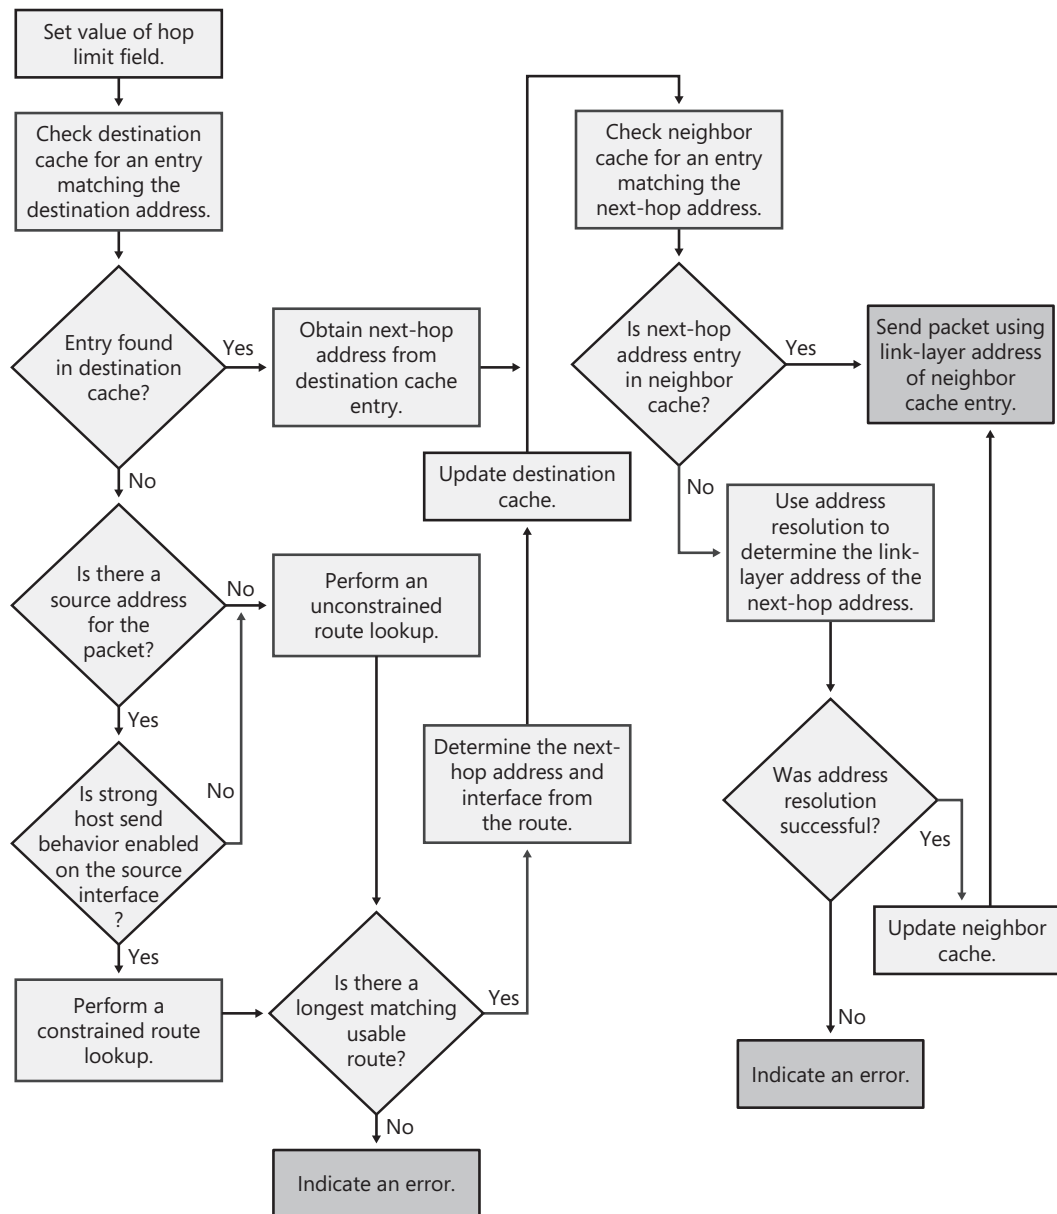 Set value of hop
limit field.
Check destination
cache for an entry
matching the
destination address.
Entry found
in destination
cache?
Yes
Obtain next-hop
address from
destination cache
entry.
No
Is there a
source address
for the
packet?
No
Perform an
unconstrained
route lookup.
Yes
Is strong
host send
behavior enabled
on the source
interface
?
No
Yes
Perform a
constrained route
lookup.
Is there a
longest matching
usable
route?
Yes
No
Indicate an error.
Determine the next-
hop address and
interface from
the route.
Update destination
cache.
Check neighbor
cache for an entry
matching the
next-hop address.
Is next-hop
address entry
in neighbor
cache?
Yes
Send packet using
link-layer address
of neighbor
cache entry.
No
Use address
resolution to
determine the link-
layer address of the
next-hop address.
Was address
resolution
successful?
Yes
Update neighbor
cache.
No
Indicate an error.